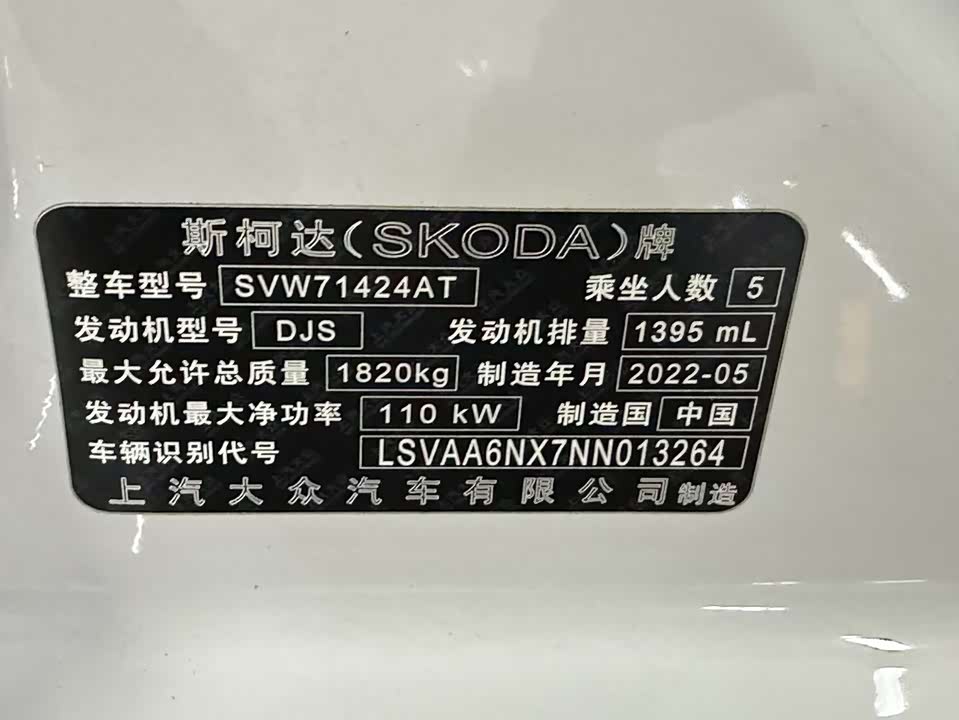 斯柯达(SKODA)牌
整车型号 SVW71424AT 乘坐人数 5
发动机型号 DJS 发动机排量 1395 mL
最大允许总质量 1820kg 制造年月 2022-05
发动机最大净功率 110 kW 制造国 中国
车辆识别代号 LSVAA6NX7NN013264
上汽大众汽车有限公司制造